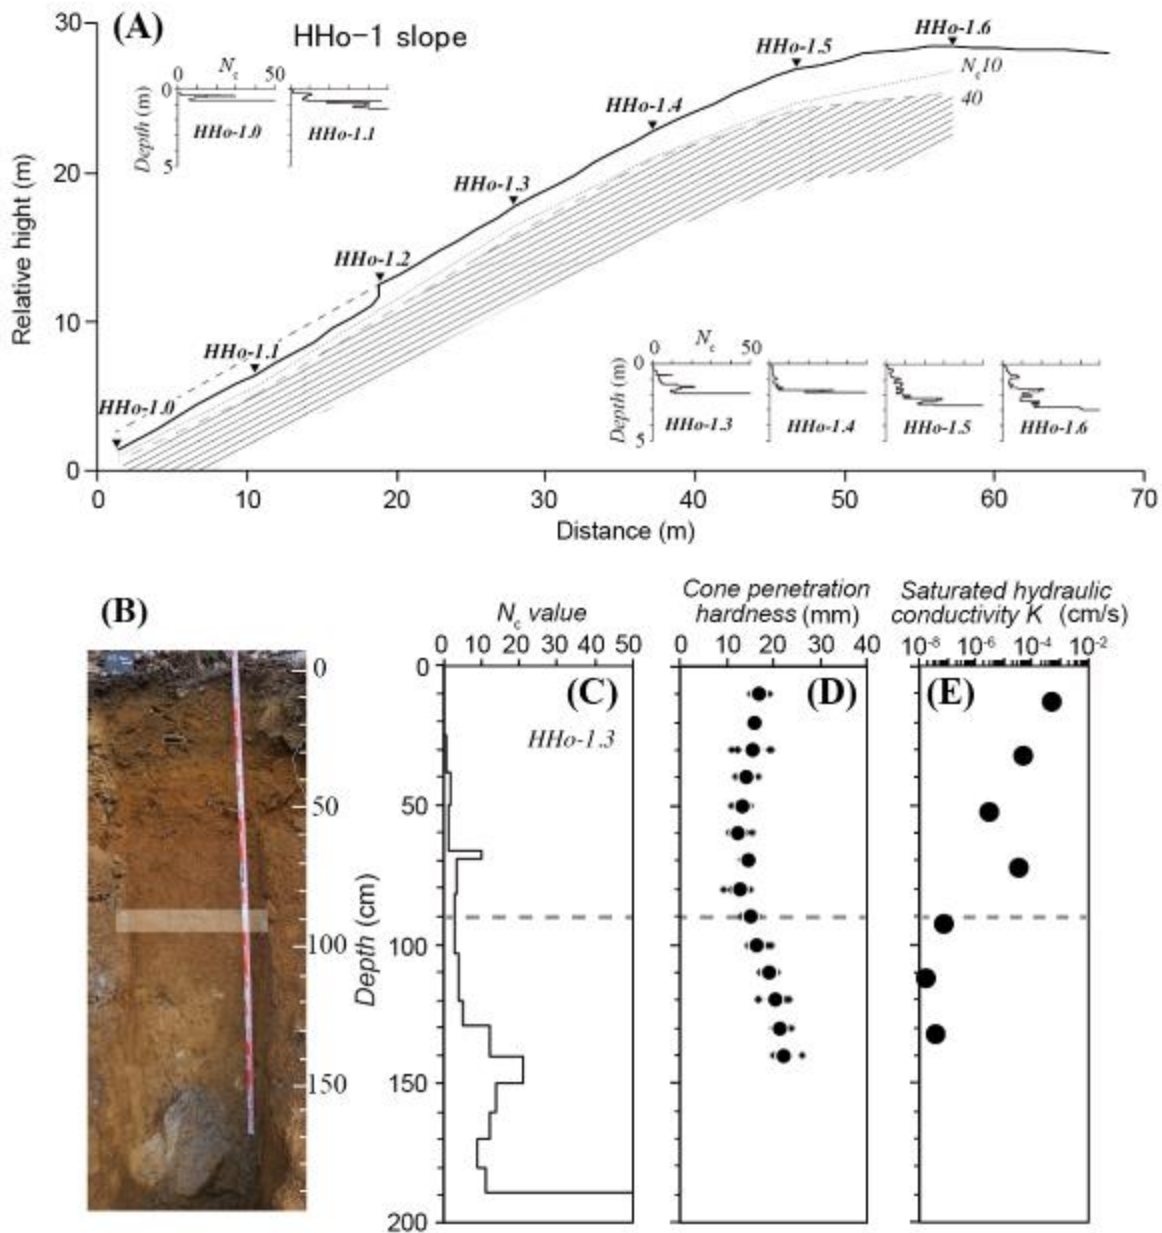 (A)
HHo-1 slope
30
20
10
0
Relative hight (m)
0 10 20 30 40 50 60 70
Distance (m)
0 Nc 50
0
5
Depth (m)
HHo-1.0
HHo-1.1
HHo-1.6
HHo-1.5
Nc10
40
HHo-1.4
HHo-1.3
HHo-1.2
HHo-1.1
HHo-1.0
0 Nc 50
0
5
Depth (m)
HHo-1.3
HHo-1.4
HHo-1.5
HHo-1.6
(B)
0
50
100
150
Nc value
0 10 20 30 40 50
(C)
HHo-1.3
Depth (cm)
0
50
100
150
200
Cone penetration
hardness (mm)
0 10 20 30 40
(D)
Saturated hydraulic
conductivity K (cm/s)
10-8 10-6 10-4 10-2
(E)